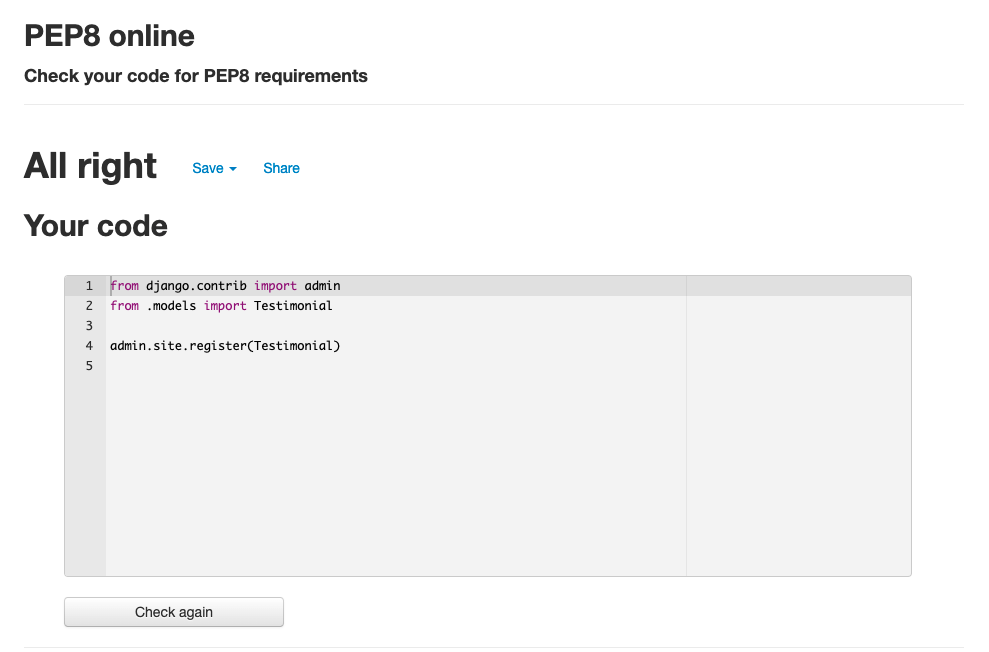 PEP8 online
Check your code for PEP8 requirements
All right Save Share
Your code
1 from django.contrib import admin
2 from .models import Testimonial
3
4 admin.site.register(Testimonial)
5
Check again